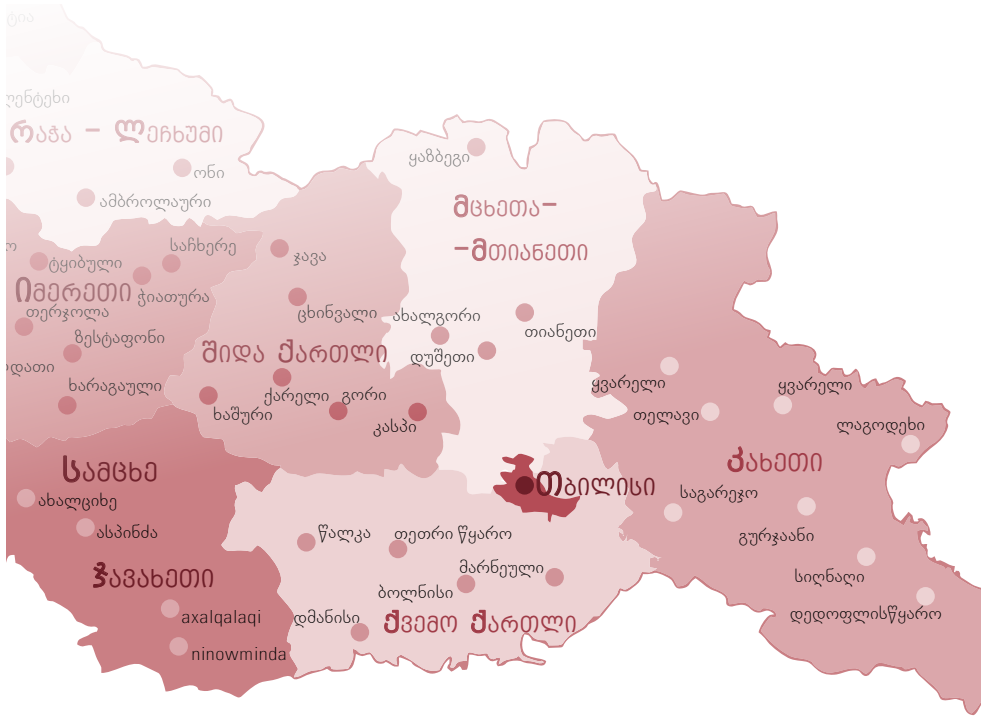 რაჭა - ლეჩხუმი
ონი
ამბროლაური
ყაზბეგი
მცხეთა-
-მთიანეთი
საჩხერე
ჯავა
ტყიბული
იმერეთი
ჭიათურა
თერჯოლა
ცხინვალი
ახალგორი
თიანეთი
ზესტაფონი
შიდა ქართლი
დუშეთი
ხარაგაული
ქარელი
გორი
ხაშური
კასპი
ყვარელი
ყვარელი
თელავი
ლაგოდეხი
კახეთი
სამცხე
თბილისი
ახალციხე
საგარეჯო
ასპინძა
წალკა
თეთრი წყარო
გურჯაანი
მარნეული
ჯავახეთი
ბოლნისი
სიღნაღი
axalqalaqi
დმანისი
ქვემო ქართლი
დედოფლისწყარო
ninowminda